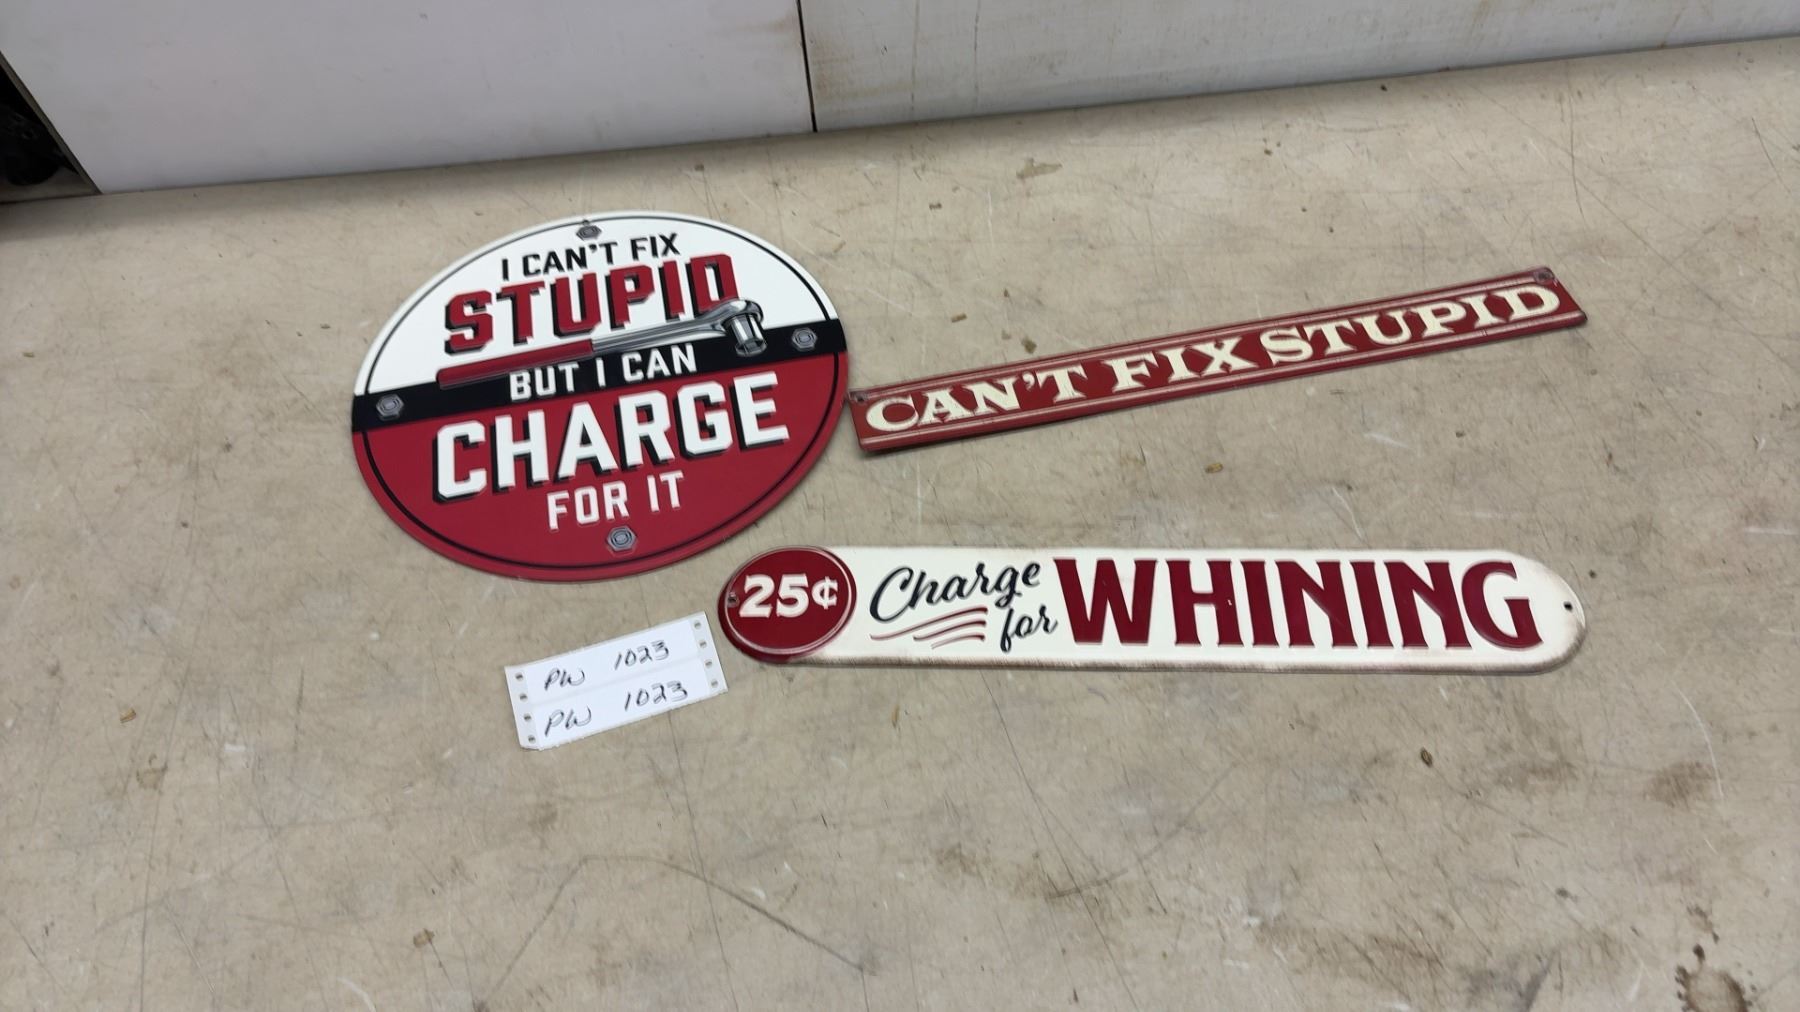 I CAN'T FIX
STUPID
BUT I CAN
CHARGE
FOR IT
CAN'T FIX STUPID
25¢ Charge for WHINING
PW 1023
PW 1023